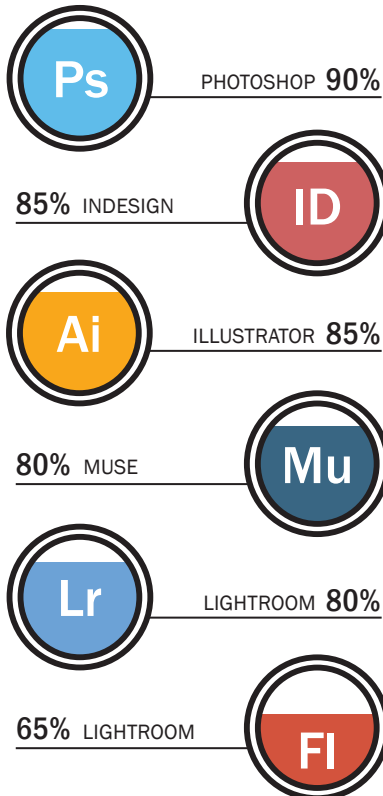 Ps
PHOTOSHOP 90%
85% INDESIGN
ID
Ai
ILLUSTRATOR 85%
80% MUSE
Mu
Lr
LIGHTROOM 80%
65% LIGHTROOM
Fl